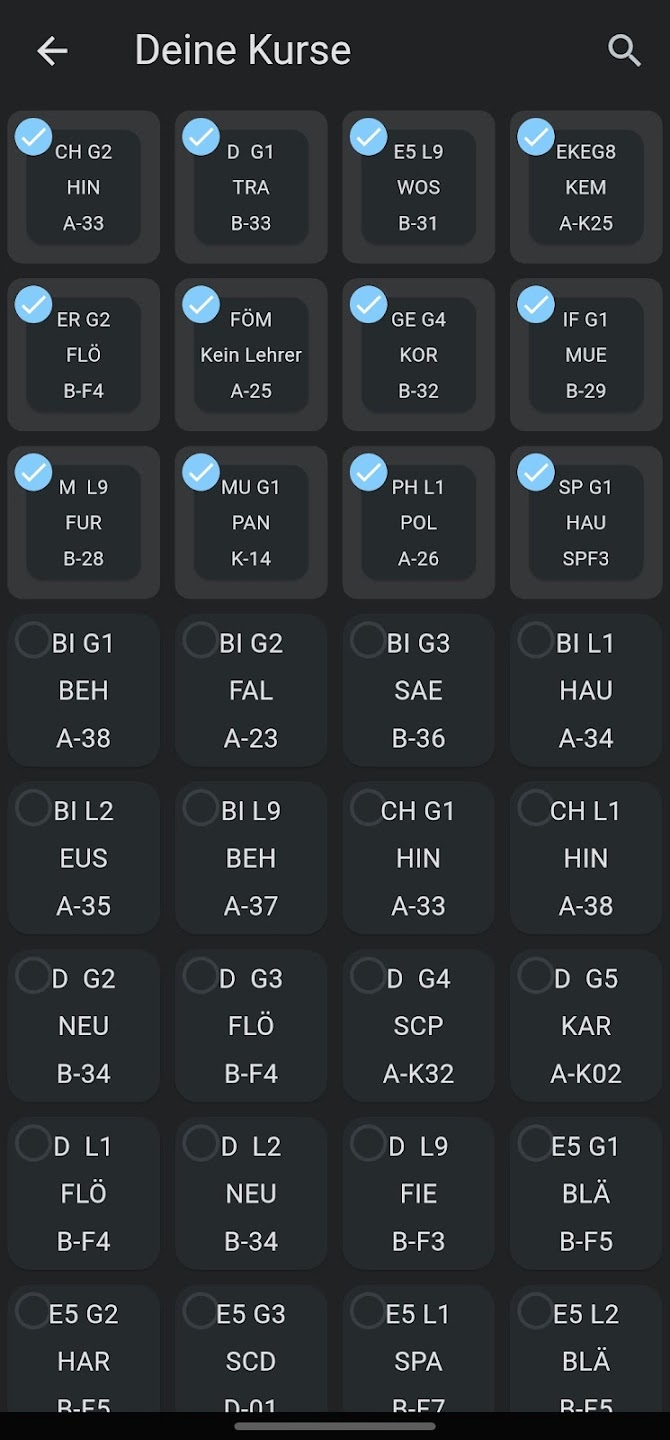 Deine Kurse
CH G2
HIN
A-33
D  G1
TRA
B-33
E5 L9
WOS
B-31
EKEG8
KEM
A-K25
ER G2
FLÖ
B-F4
FÖM
Kein Lehrer
A-25
GE G4
KOR
B-32
IF G1
MUE
B-29
M  L9
FUR
B-28
MU G1
PAN
K-14
PH L1
POL
A-26
SP G1
HAU
SPF3
BI G1
BEH
A-38
BI G2
FAL
A-23
BI G3
SAE
B-36
BI L1
HAU
A-34
BI L2
EUS
A-35
BI L9
BEH
A-37
CH G1
HIN
A-33
CH L1
HIN
A-38
D  G2
NEU
B-34
D  G3
FLÖ
B-F4
D  G4
SCP
A-K32
D  G5
KAR
A-K02
D  L1
FLÖ
B-F4
D  L2
NEU
B-34
D  L9
FIE
B-F3
E5 G1
BLÄ
B-F5
E5 G2
HAR
B-F5
E5 G3
SCD
D-01
E5 L1
SPA
B-F7
E5 L2
BLÄ
B-F5